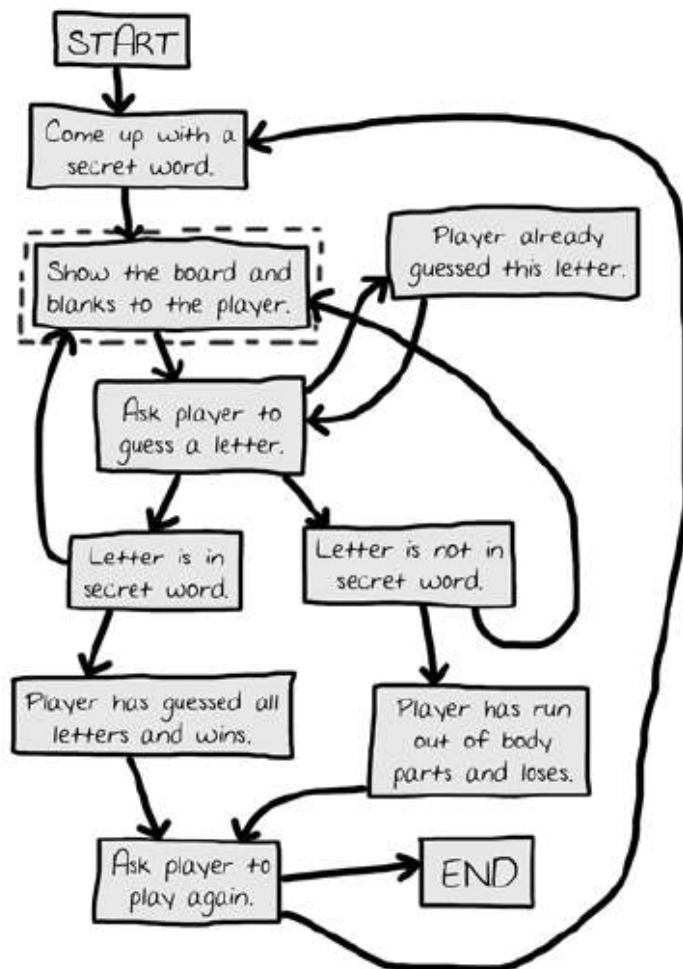 START
Come up with a
secret word.
Show the board and
blanks to the player.
Player already
guessed this letter.
Ask player to
guess a letter.
Letter is in
secret word.
Letter is not in
secret word.
Player has guessed all
letters and wins.
Player has run
out of body
parts and loses.
Ask player to
play again.
END